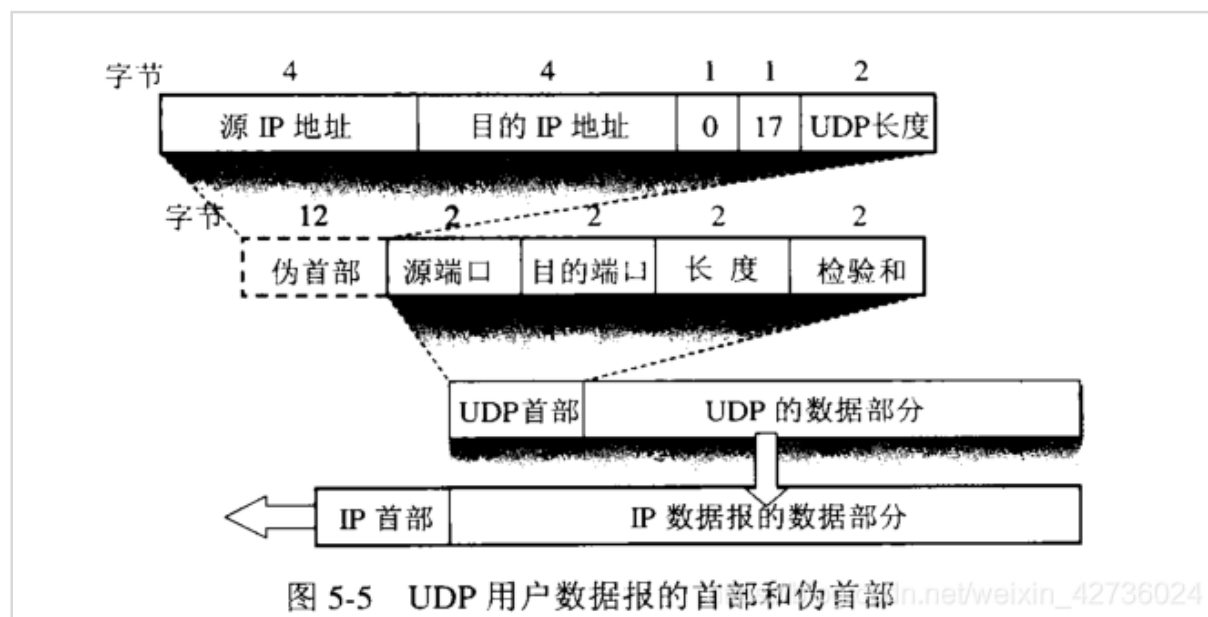 字节 4 4 1 1 2
源 IP 地址 目的 IP 地址 0 17 UDP长度
字节 12 2 2 2 2
伪首部 源端口 目的端口 长 度 检验和
UDP首部 UDP 的数据部分
IP 首部 IP 数据报的数据部分
图 5-5 UDP 用户数据报的首部和伪首部
n.net/weixin_42736024